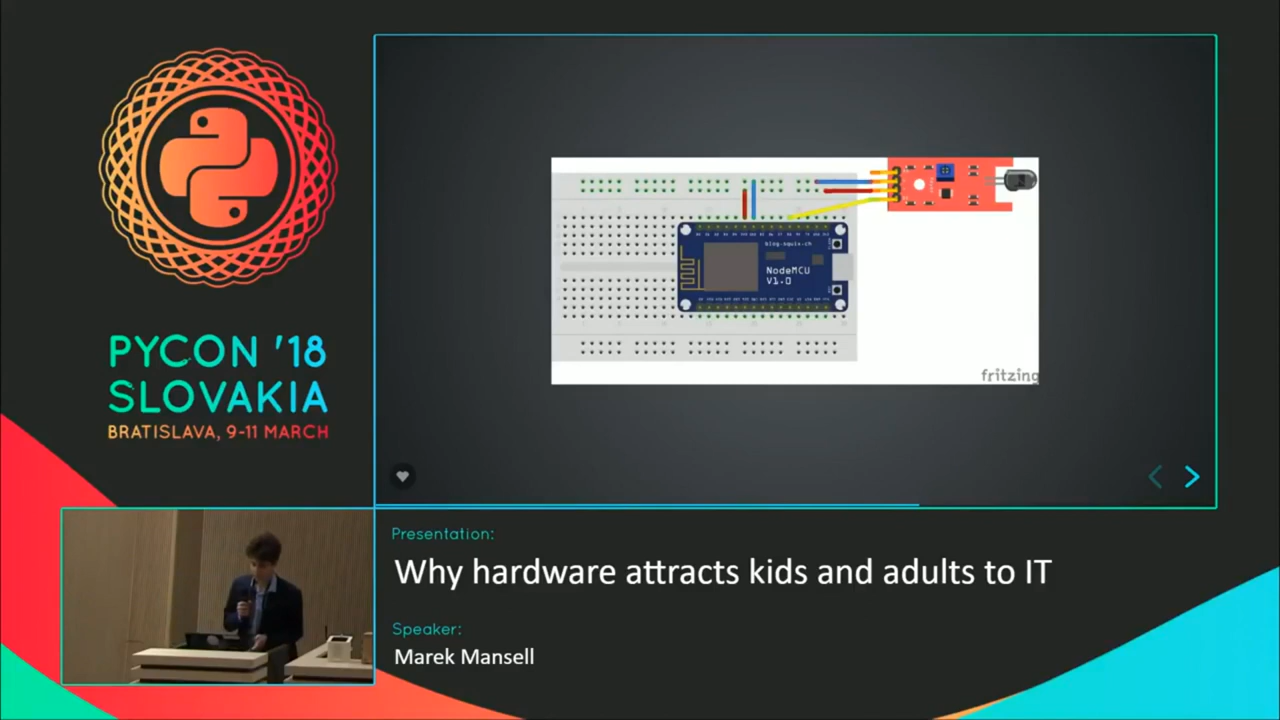 PYCON '18
SLOVAKIA
BRATISLAVA, 9-11 MARCH
blog.squix.ch
NodeMCU
V1.0
fritzing
Presentation:
Why hardware attracts kids and adults to IT
Speaker:
Marek Mansell